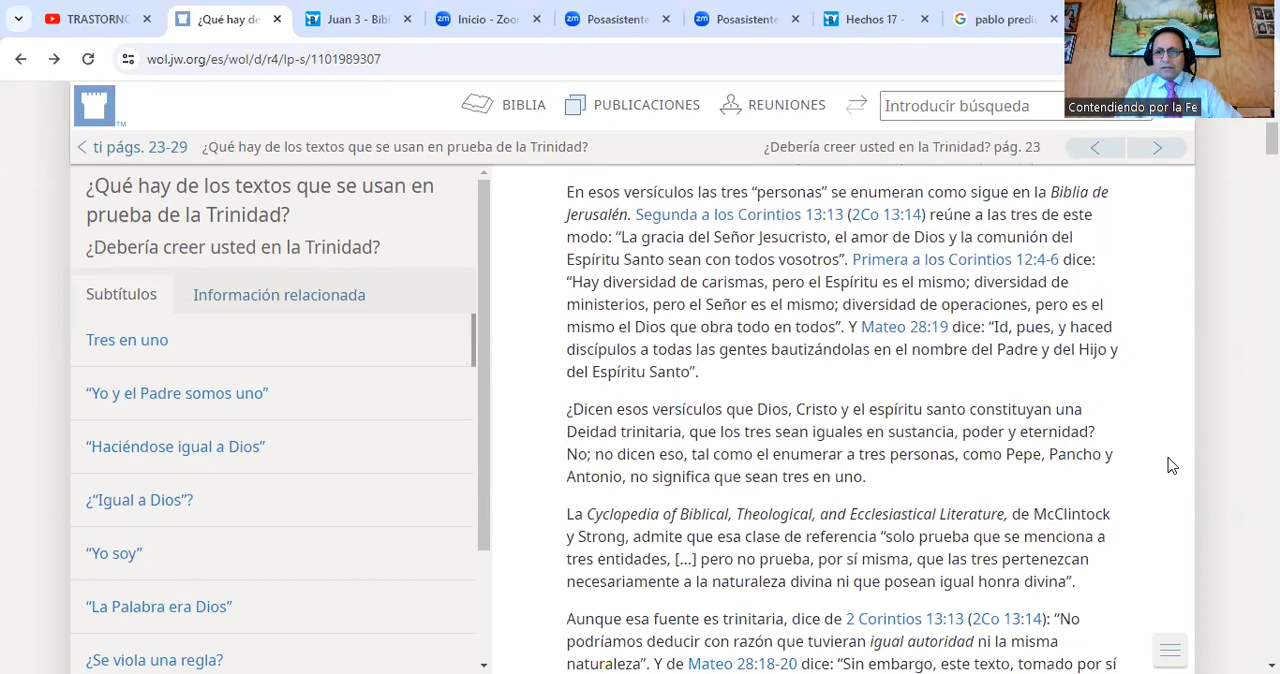 TRASTORNO
¿Qué hay de
Juan 3 - Bibl
Inicio - Zoo
Posasistente
Posasistente
Hechos 17 -
pablo predic
wol.jw.org/es/wol/d/r4/lp-s/1101989307
Contendiendo por la Fe
BIBLIA
PUBLICACIONES
REUNIONES
Introducir búsqueda
TM
ti págs. 23-29
¿Qué hay de los textos que se usan en prueba de la Trinidad?
¿Debería creer usted en la Trinidad? pág. 23
¿Qué hay de los textos que se usan en
prueba de la Trinidad?
¿Debería creer usted en la Trinidad?
Subtítulos
Información relacionada
Tres en uno
“Yo y el Padre somos uno”
“Haciéndose igual a Dios”
¿“Igual a Dios”?
“Yo soy”
“La Palabra era Dios”
¿Se viola una regla?
En esos versículos las tres “personas” se enumeran como sigue en la Biblia de
Jerusalén. Segunda a los Corintios 13:13 (2Co 13:14) reúne a las tres de este
modo: “La gracia del Señor Jesucristo, el amor de Dios y la comunión del
Espíritu Santo sean con todos vosotros”. Primera a los Corintios 12:4-6 dice:
“Hay diversidad de carismas, pero el Espíritu es el mismo; diversidad de
ministerios, pero el Señor es el mismo; diversidad de operaciones, pero es el
mismo el Dios que obra todo en todos”. Y Mateo 28:19 dice: “Id, pues, y haced
discípulos a todas las gentes bautizándolas en el nombre del Padre y del Hijo y
del Espíritu Santo”.
¿Dicen esos versículos que Dios, Cristo y el espíritu santo constituyan una
Deidad trinitaria, que los tres sean iguales en sustancia, poder y eternidad?
No; no dicen eso, tal como el enumerar a tres personas, como Pepe, Pancho y
Antonio, no significa que sean tres en uno.
La Cyclopedia of Biblical, Theological, and Ecclesiastical Literature, de McClintock
y Strong, admite que esa clase de referencia “solo prueba que se menciona a
tres entidades, [...] pero no prueba, por sí misma, que las tres pertenezcan
necesariamente a la naturaleza divina ni que posean igual honra divina”.
Aunque esa fuente es trinitaria, dice de 2 Corintios 13:13 (2Co 13:14): “No
podríamos deducir con razón que tuvieran igual autoridad ni la misma
naturaleza”. Y de Mateo 28:18-20 dice: “Sin embargo, este texto, tomado por sí